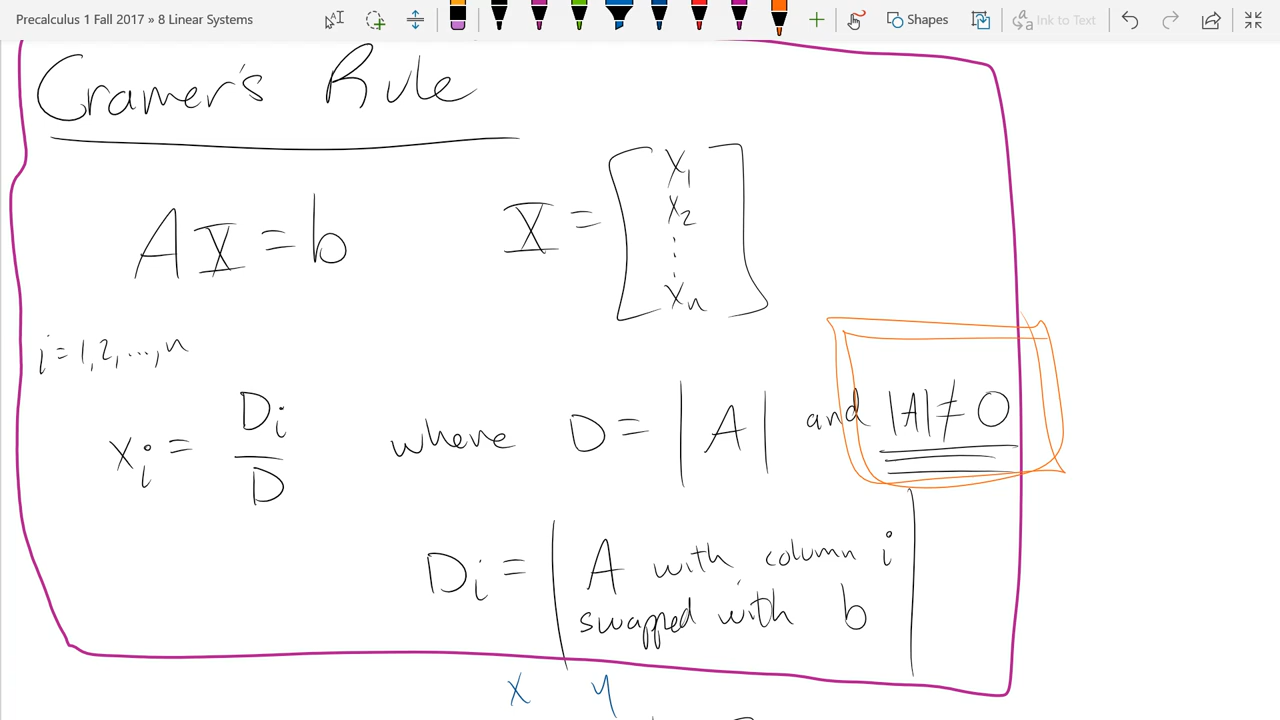 Precalculus 1 Fall 2017 » 8 Linear Systems
Shapes
Ink to Text
Cramer's Rule
AX = b
X = [x₁ x₂ ⋮ xₙ]
i = 1, 2, ..., n
xᵢ = Dᵢ / D where D = |A| and |A| ≠ 0
Dᵢ = | A with column i
swapped with b |
x y